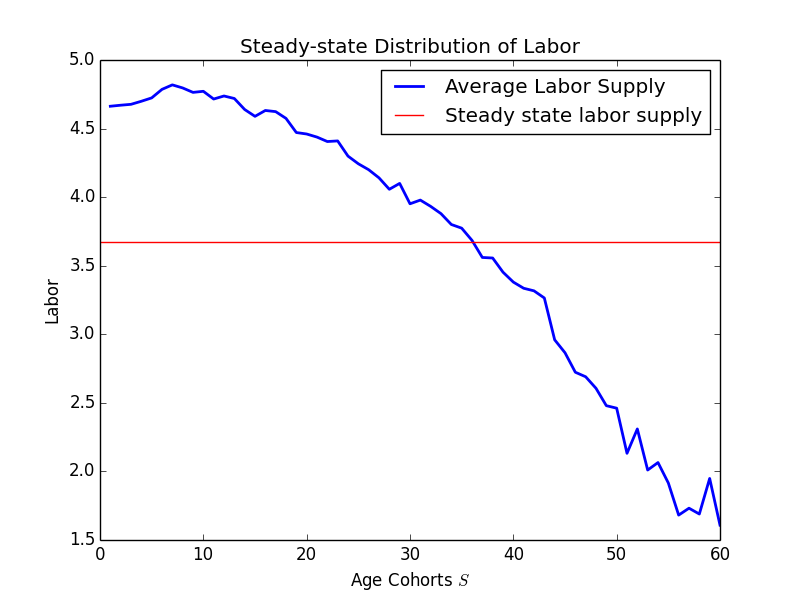 Steady-state Distribution of Labor
5.0
4.5
4.0
3.5
3.0
2.5
2.0
1.5
Labor
Average Labor Supply
Steady state labor supply
0 10 20 30 40 50 60
Age Cohorts S